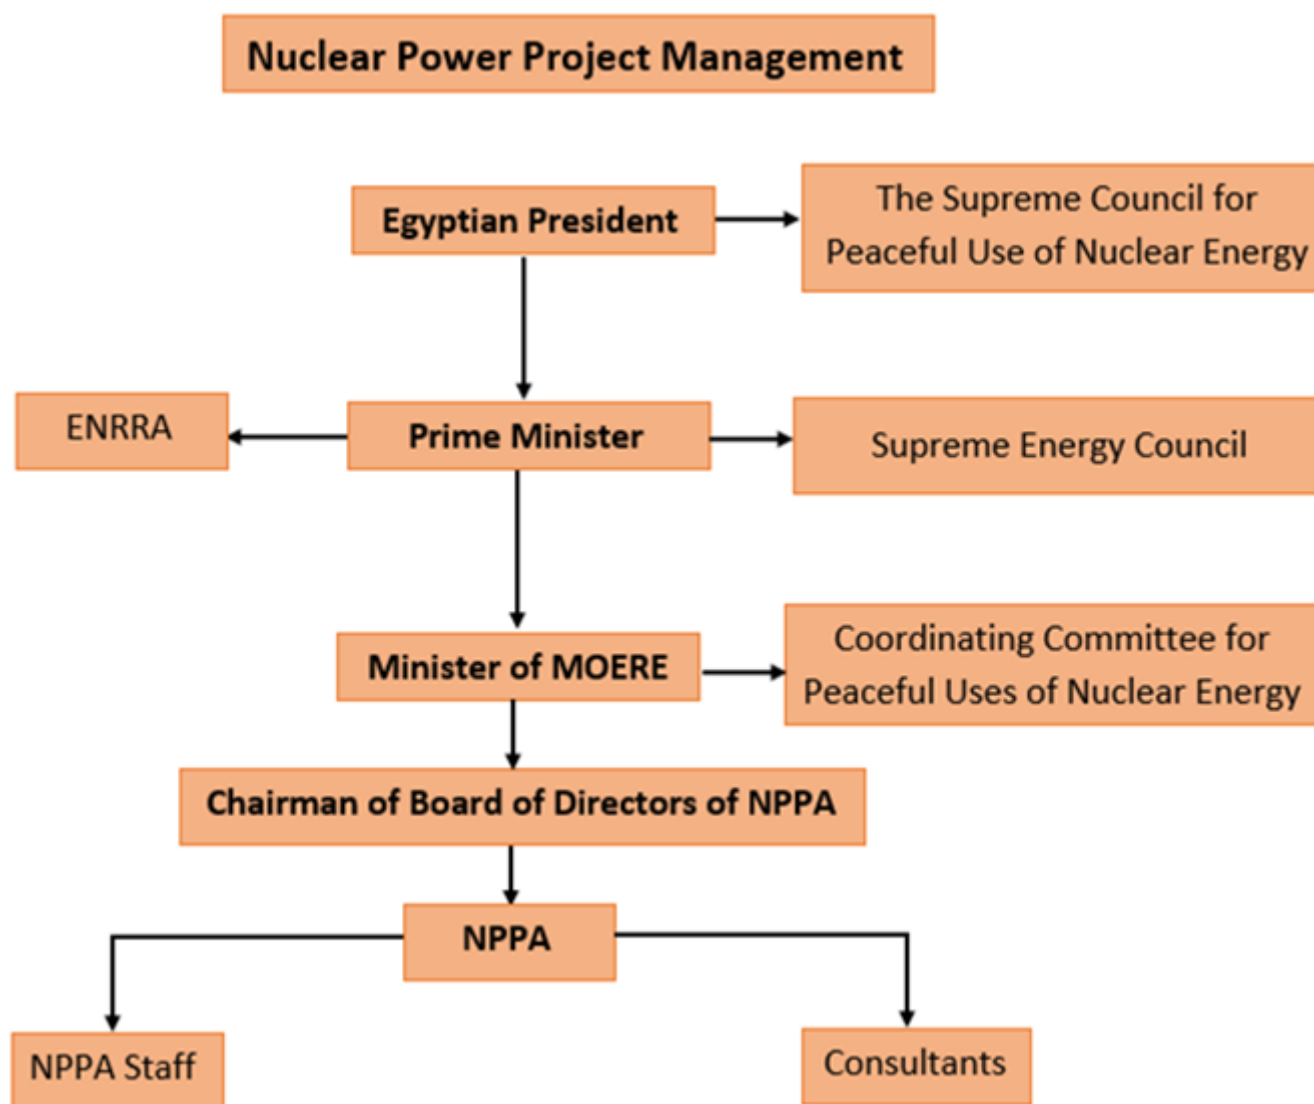 Nuclear Power Project Management
Egyptian President
The Supreme Council for
Peaceful Use of Nuclear Energy
ENRRA
Prime Minister
Supreme Energy Council
Minister of MOERE
Coordinating Committee for
Peaceful Uses of Nuclear Energy
Chairman of Board of Directors of NPPA
NPPA
NPPA Staff
Consultants